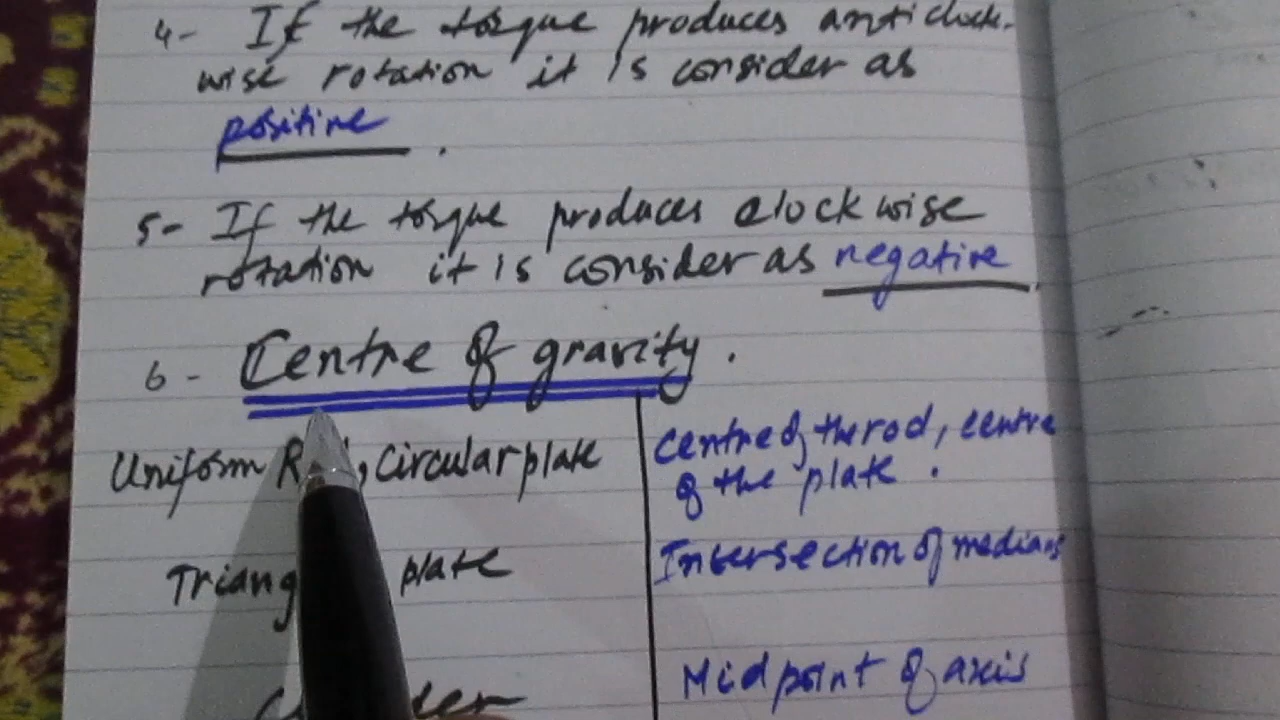 4- If the torque produces anticlock-
wise rotation it is consider as
positive.
5- If the torque produces clockwise
rotation it is consider as negative.
6- Centre of gravity.
Uniform , Circular plate
Centre of the rod, centre
of the plate.
plate
Intersection of medians
Midpoint of axis